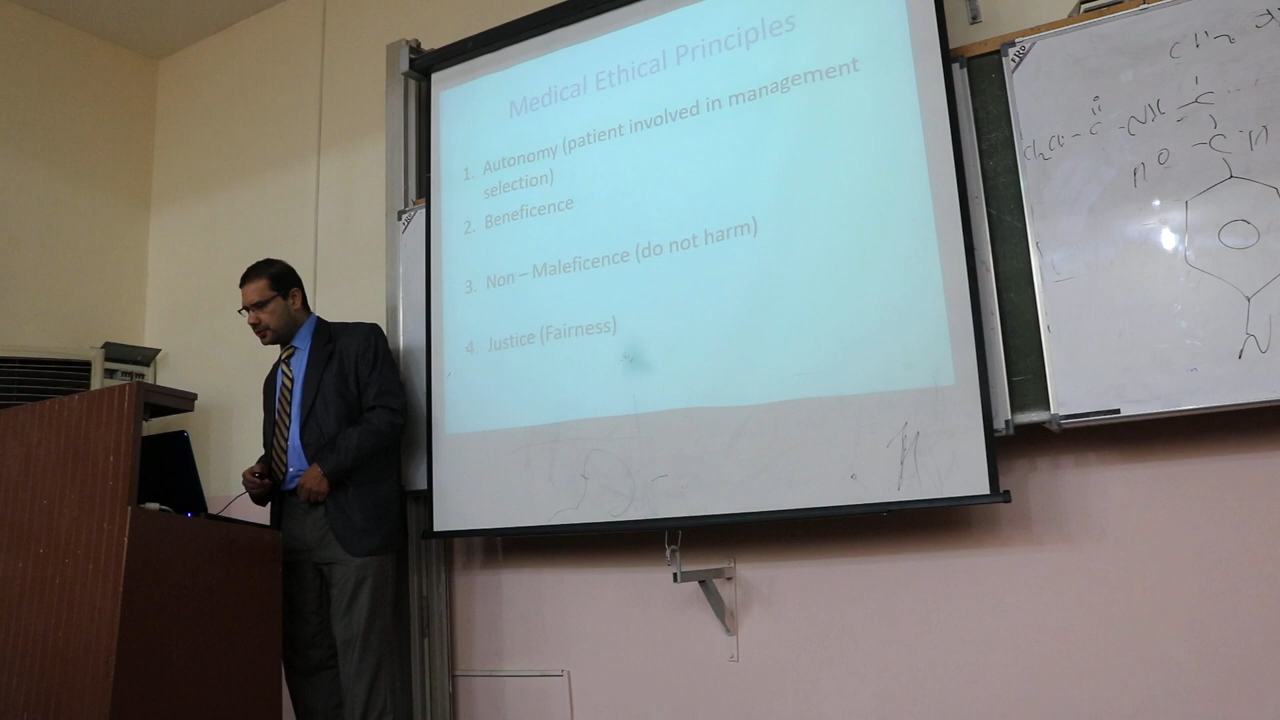 Medical Ethical Principles
1. Autonomy (patient involved in management
selection)
2. Beneficence
3. Non – Maleficence (do not harm)
4. Justice (Fairness)